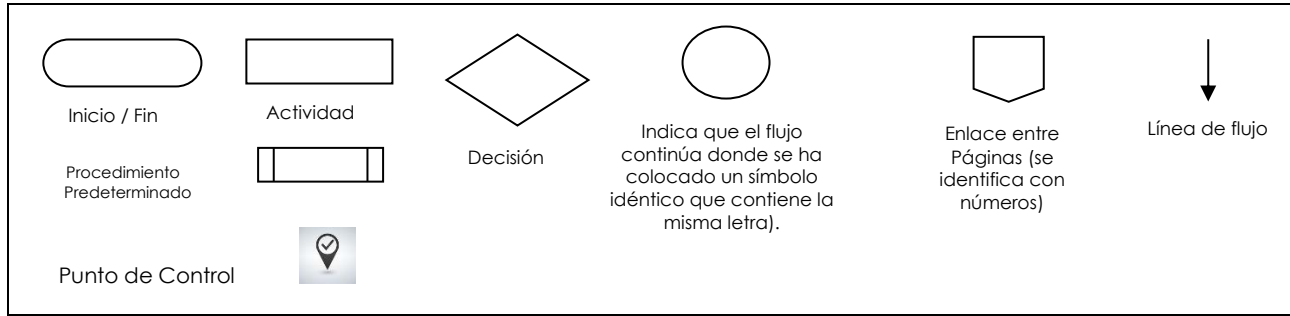 Inicio / Fin
Actividad
Decisión
Indica que el flujo
continúa donde se ha
colocado un símbolo
idéntico que contiene la
misma letra).
Enlace entre
Páginas (se
identifica con
números)
Línea de flujo
Procedimiento
Predeterminado
Punto de Control